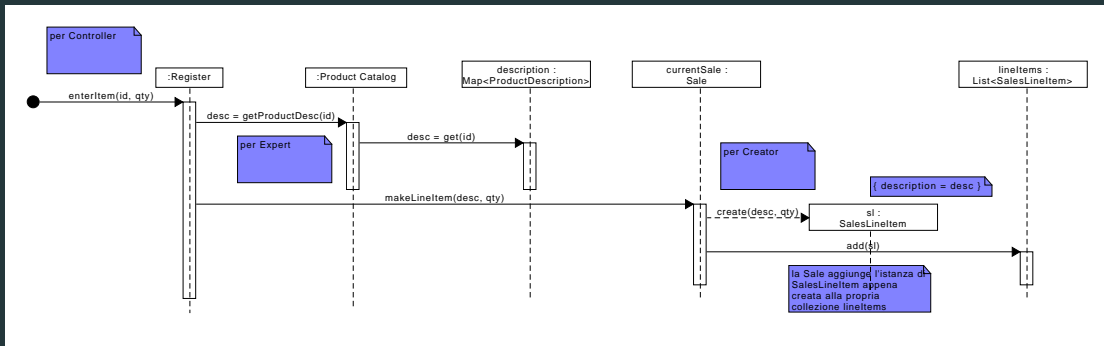 per Controller
:Register
:Product Catalog
description :
Map<ProductDescription>
currentSale :
Sale
lineItems :
List<SalesLineItem>
enterItem(id, qty)
desc = getProductDesc(id)
desc = get(id)
per Expert
per Creator
{ description = desc }
makeLineItem(desc, qty)
create(desc, qty)
sl :
SalesLineItem
add(sl)
la Sale aggiunge l'istanza di
SalesLineItem appena
creata alla propria
collezione lineItems